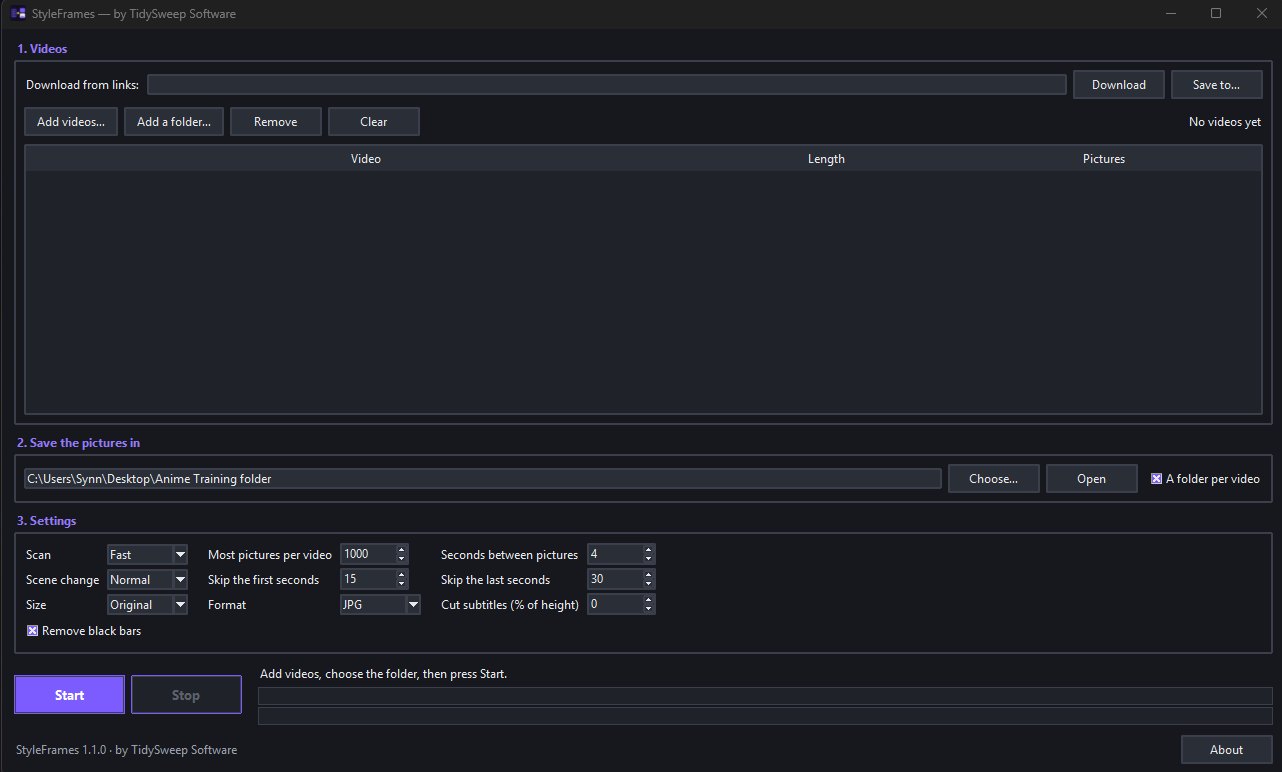 StyleFrames — by TidySweep Software
1. Videos
Download from links: Download Save to...
Add videos... Add a folder... Remove Clear No videos yet
Video Length Pictures
2. Save the pictures in
C:\Users\Synn\Desktop\Anime Training folder Choose... Open A folder per video
3. Settings
Scan Fast Most pictures per video 1000 Seconds between pictures 4
Scene change Normal Skip the first seconds 15 Skip the last seconds 30
Size Original Format JPG Cut subtitles (% of height) 0
Remove black bars
Add videos, choose the folder, then press Start.
Start Stop
StyleFrames 1.1.0 · by TidySweep Software About